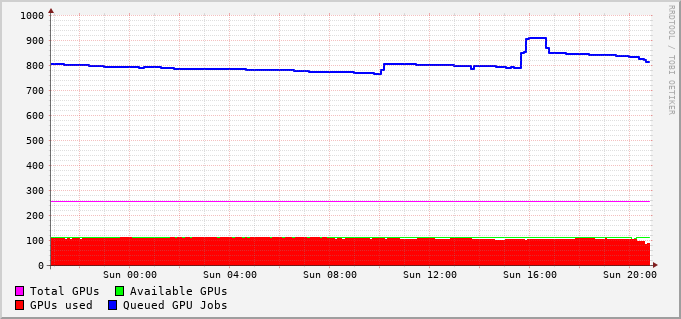 1000
900
800
700
600
500
400
300
200
100
0
Sun 00:00 Sun 04:00 Sun 08:00 Sun 12:00 Sun 16:00 Sun 20:00
Total GPUs Available GPUs
GPUs used Queued GPU Jobs
RRDTOOL / TOBI OETIKER